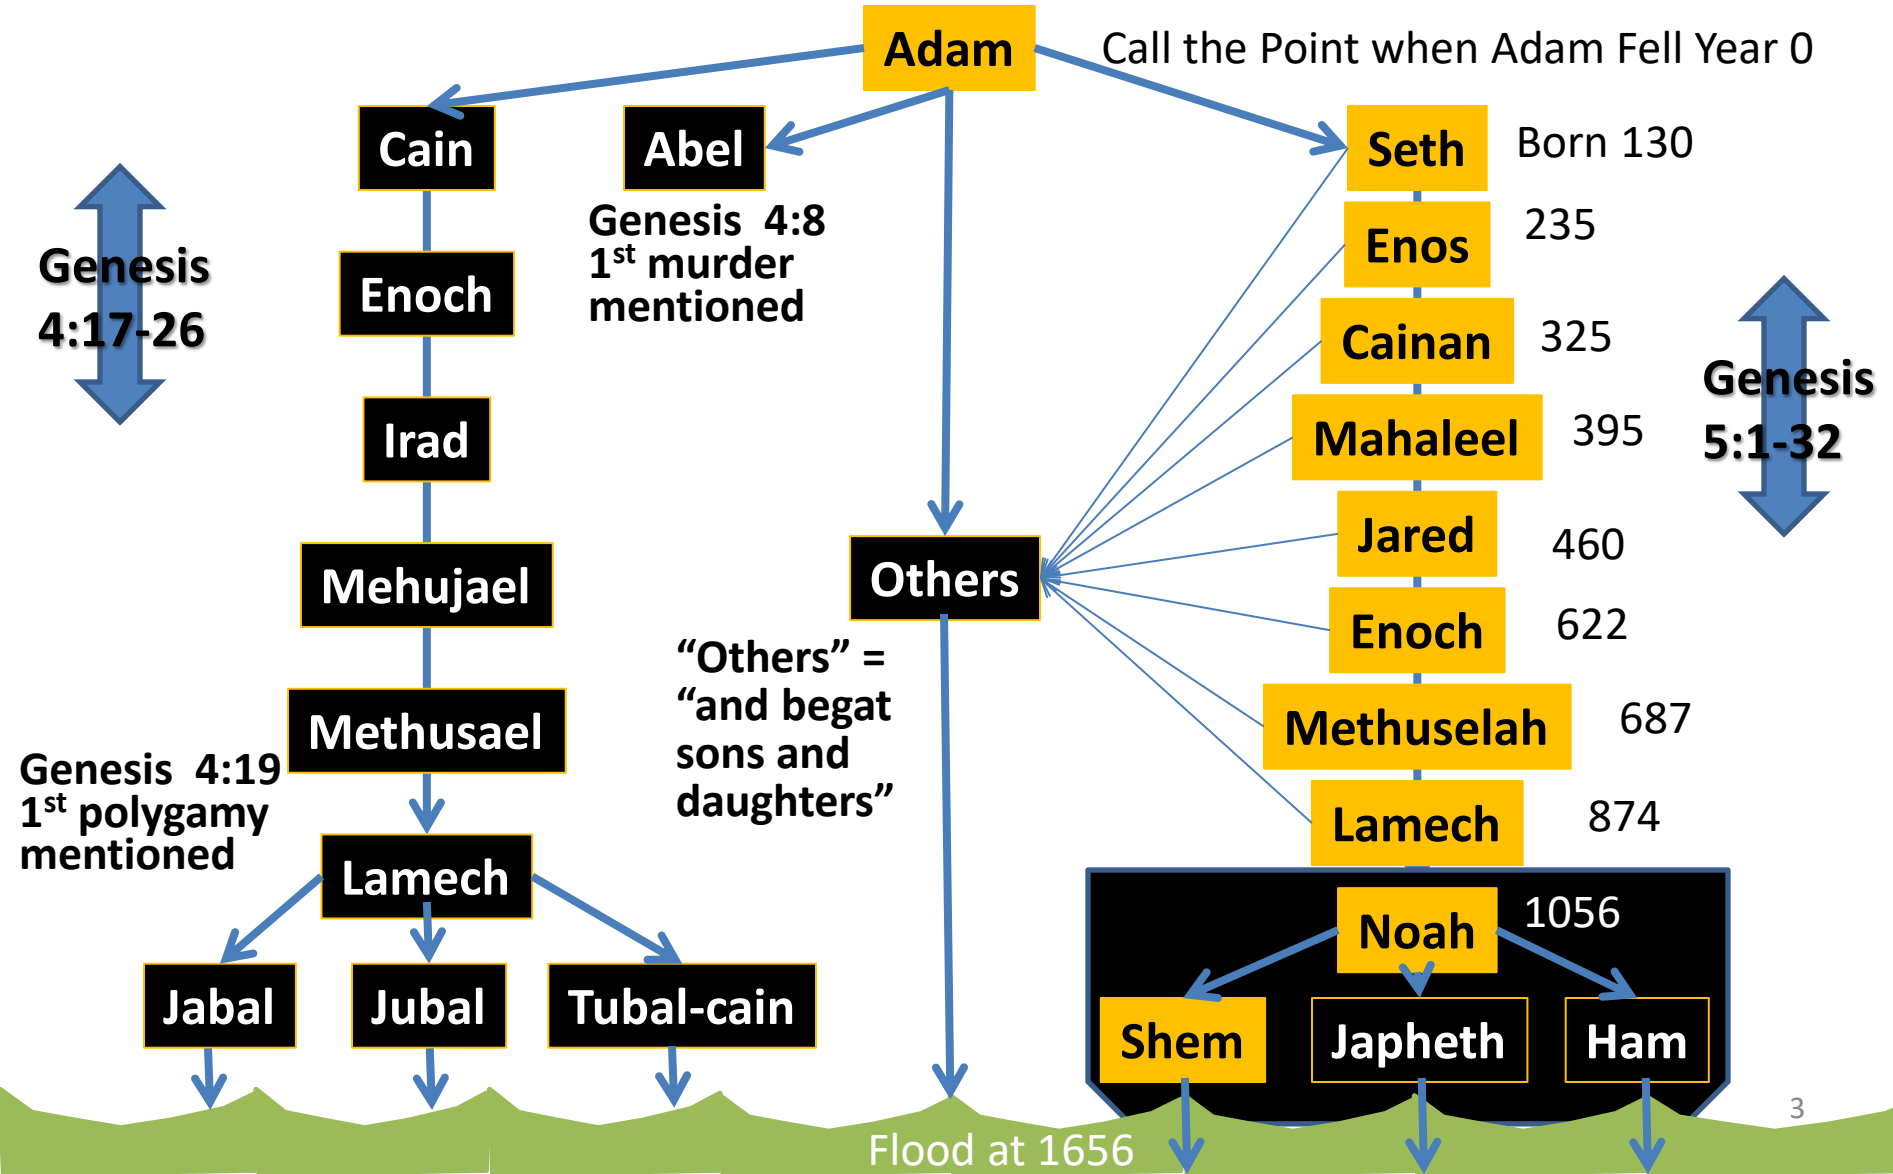 Adam
Call the Point when Adam Fell Year 0
Cain
Abel
Seth
Born 130
Genesis 4:8
1st murder
mentioned
Enos
235
Genesis
4:17-26
Enoch
Cainan
325
Genesis
5:1-32
Irad
Mahaleel
395
Jared
460
Mehujael
Others
Enoch
622
“Others” =
“and begat
sons and
daughters”
Methusael
Methuselah
687
Genesis 4:19
1st polygamy
mentioned
Lamech
874
Lamech
Noah
1056
Jabal
Jubal
Tubal-cain
Shem
Japheth
Ham
3
Flood at 1656